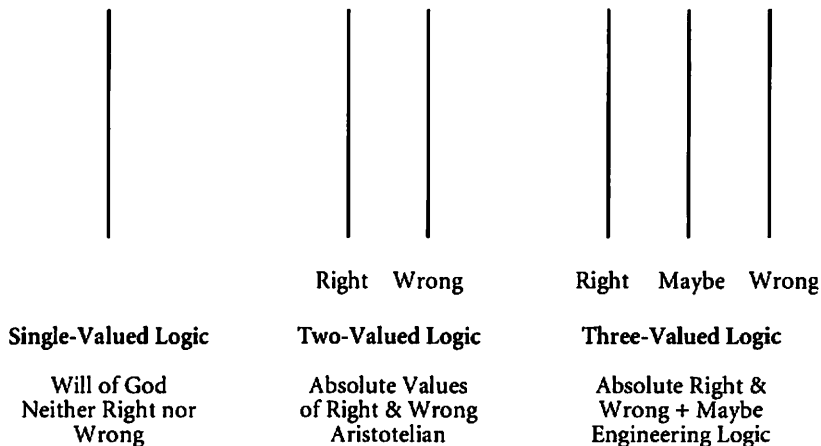 Right Wrong
Right Maybe Wrong
Single-Valued Logic
Two-Valued Logic
Three-Valued Logic
Will of God
Neither Right nor
Wrong
Absolute Values
of Right & Wrong
Aristotelian
Absolute Right &
Wrong + Maybe
Engineering Logic